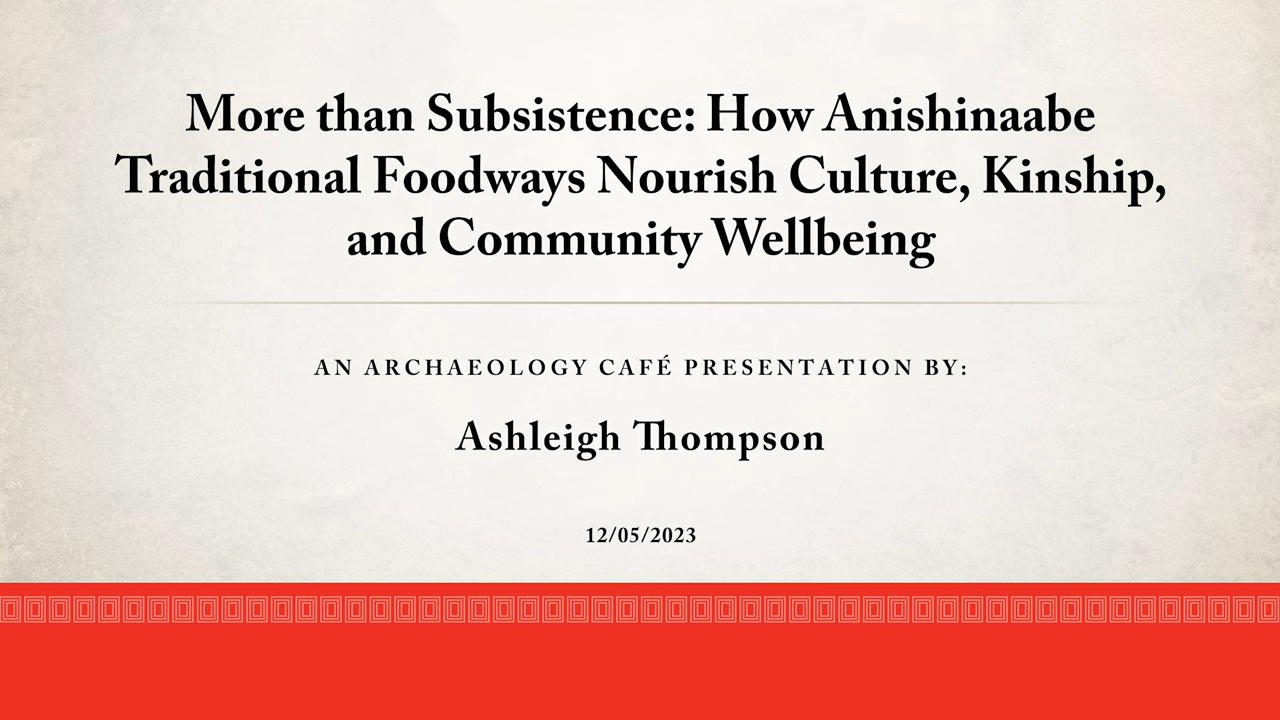 More than Subsistence: How Anishinaabe
Traditional Foodways Nourish Culture, Kinship,
and Community Wellbeing
AN ARCHAEOLOGY CAFÉ PRESENTATION BY:
Ashleigh Thompson
12/05/2023